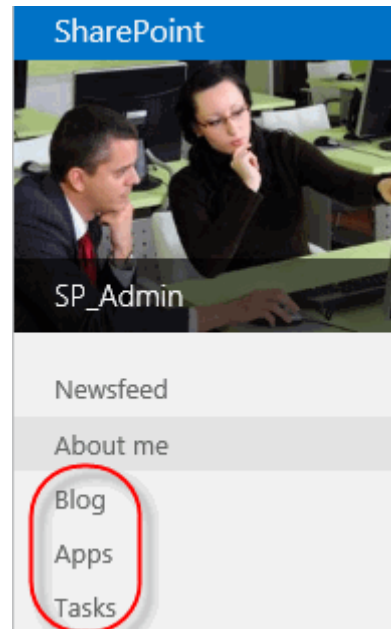 SharePoint
SP_Admin
Newsfeed
About me
Blog
Apps
Tasks